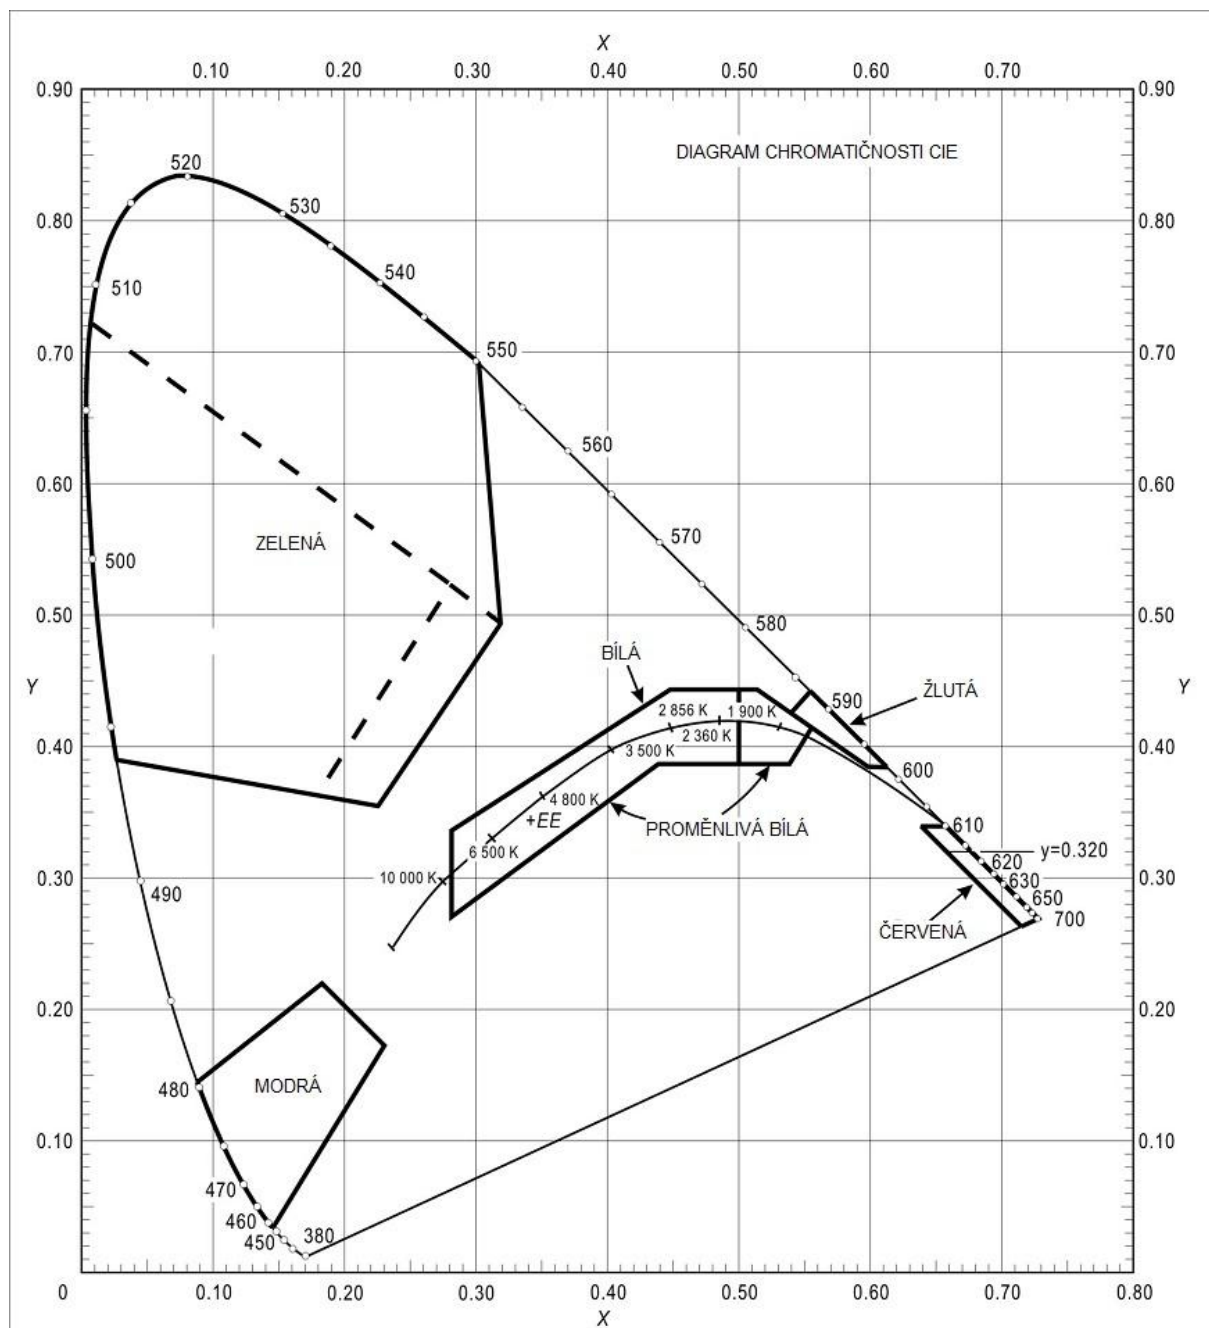 X
0.10 0.20 0.30 0.40 0.50 0.60 0.70
0.90 0.90
DIAGRAM CHROMATIČNOSTI CIE
520
530
0.80 0.80
540
510
550
0.70 0.70
560
0.60 0.60
570
ZELENÁ
500
580
0.50 0.50
BÍLÁ
Y Y
590 ŽLUTÁ
2 856 K 1 900 K
2 360 K
3 500 K
0.40 0.40
600
4 800 K
+EE PROMĚNLIVÁ BÍLÁ 610
6 500 K y=0.320
620
10 000 K
0.30 630 0.30
490
650
700
ČERVENÁ
0.20 0.20
480 MODRÁ
0.10 0.10
470
460
450 380
0 0.10 0.20 0.30 0.40 0.50 0.60 0.70 0.80
X